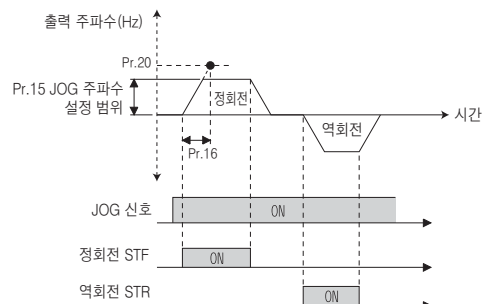 출력 주파수(Hz)
Pr.20
Pr.15 JOG 주파수
설정 범위
정회전
시간
역회전
Pr.16
JOG 신호
ON
정회전 STF
ON
역회전 STR
ON